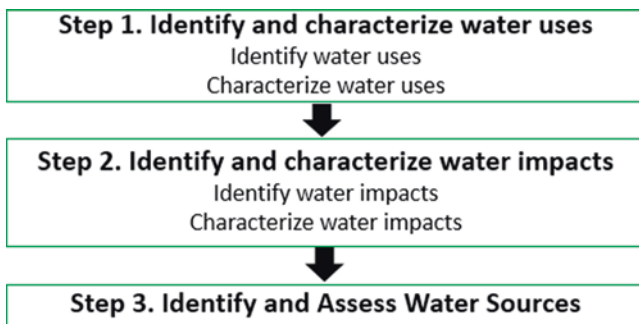 Step 1. Identify and characterize water uses
Identify water uses
Characterize water uses
Step 2. Identify and characterize water impacts
Identify water impacts
Characterize water impacts
Step 3. Identify and Assess Water Sources